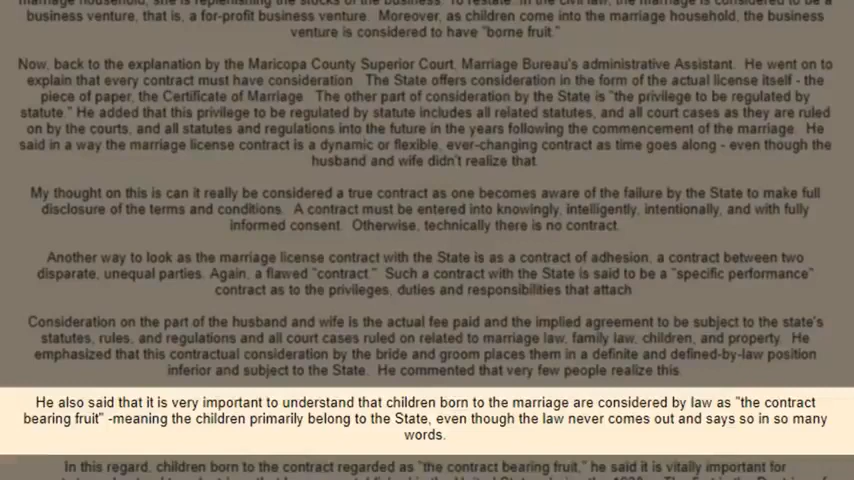 business venture, that is, a for-profit business venture. Moreover, as children come into the marriage household, the business
venture is considered to have "borne fruit."
Now, back to the explanation by the Maricopa County Superior Court, Marriage Bureau's administrative Assistant. He went on to
explain that every contract must have consideration The State offers consideration in the form of the actual license itself - the
piece of paper, the Certificate of Marriage The other part of consideration by the State is "the privilege to be regulated by
statute." He added that this privilege to be regulated by statute includes all related statutes, and all court cases as they are ruled
on by the courts, and all statutes and regulations into the future in the years following the commencement of the marriage He
said in a way the marriage license contract is a dynamic or flexible, ever-changing contract as time goes along - even though the
husband and wife didn't realize that
My thought on this is can it really be considered a true contract as one becomes aware of the failure by the State to make full
disclosure of the terms and conditions. A contract must be entered into knowingly, intelligently, intentionally, and with fully
informed consent. Otherwise, technically there is no contract.
Another way to look as the marriage license contract with the State is as a contract of adhesion, a contract between two
disparate, unequal parties. Again, a flawed "contract." Such a contract with the State is said to be a "specific performance"
contract as to the privileges, duties and responsibilities that attach
Consideration on the part of the husband and wife is the actual fee paid and the implied agreement to be subject to the state's
statutes, rules, and regulations and all court cases ruled on related to marriage law, family law, children, and property. He
emphasized that this contractual consideration by the bride and groom places them in a definite and defined-by-law position
inferior and subject to the State. He commented that very few people realize this.
He also said that it is very important to understand that children born to the marriage are considered by law as "the contract
bearing fruit" -meaning the children primarily belong to the State, even though the law never comes out and says so in so many
words.
In this regard, children born to the contract regarded as "the contract bearing fruit," he said it is vitally important for